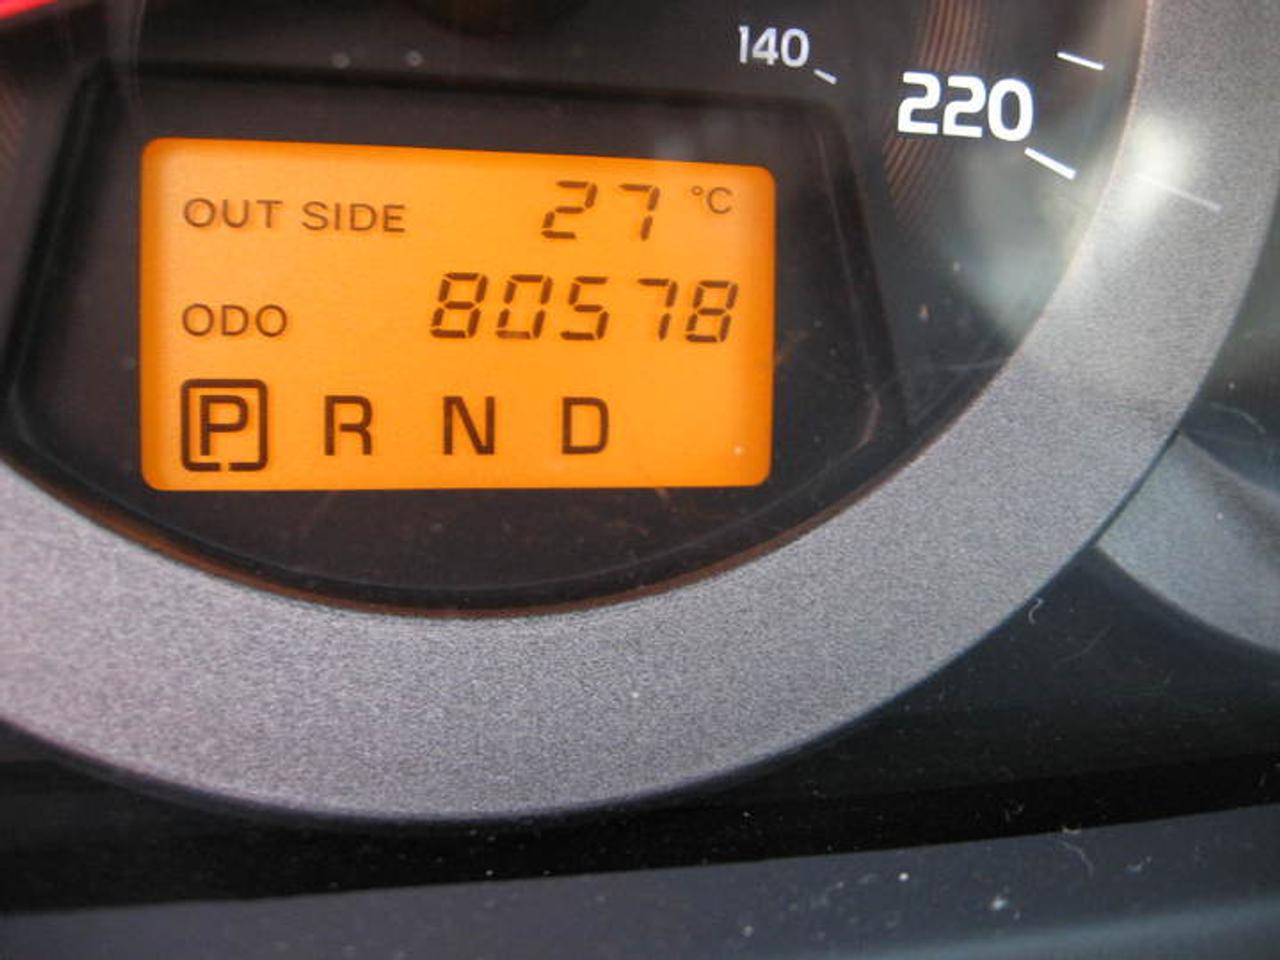 140
220
OUT SIDE 27 °C
ODO 80578
P R N D